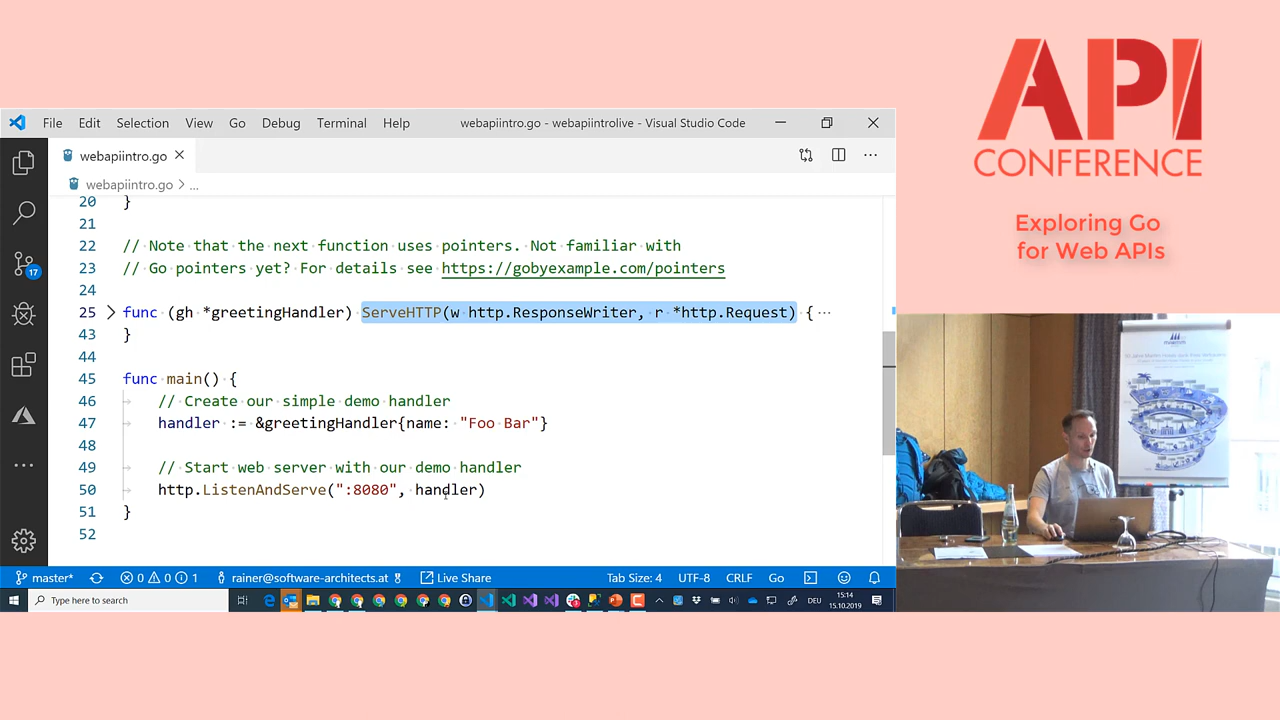 File Edit Selection View Go Debug Terminal Help webapiintro.go - webapiintrolive - Visual Studio Code
webapiintro.go
webapiintro.go > ...
20 }
21
22 // Note that the next function uses pointers. Not familiar with
23 // Go pointers yet? For details see https://gobyexample.com/pointers
24
25 func (gh *greetingHandler) ServeHTTP(w http.ResponseWriter, r *http.Request) { ...
43 }
44
45 func main() {
46 // Create our simple demo handler
47 handler := &greetingHandler{name: "Foo Bar"}
48
49 // Start web server with our demo handler
50 http.ListenAndServe(":8080", handler)
51 }
52
17
master* 0 0 1 rainer@software-architects.at Live Share Tab Size: 4 UTF-8 CRLF Go
Type here to search DEU 15:14
15.10.2019
API
CONFERENCE
Exploring Go
for Web APIs